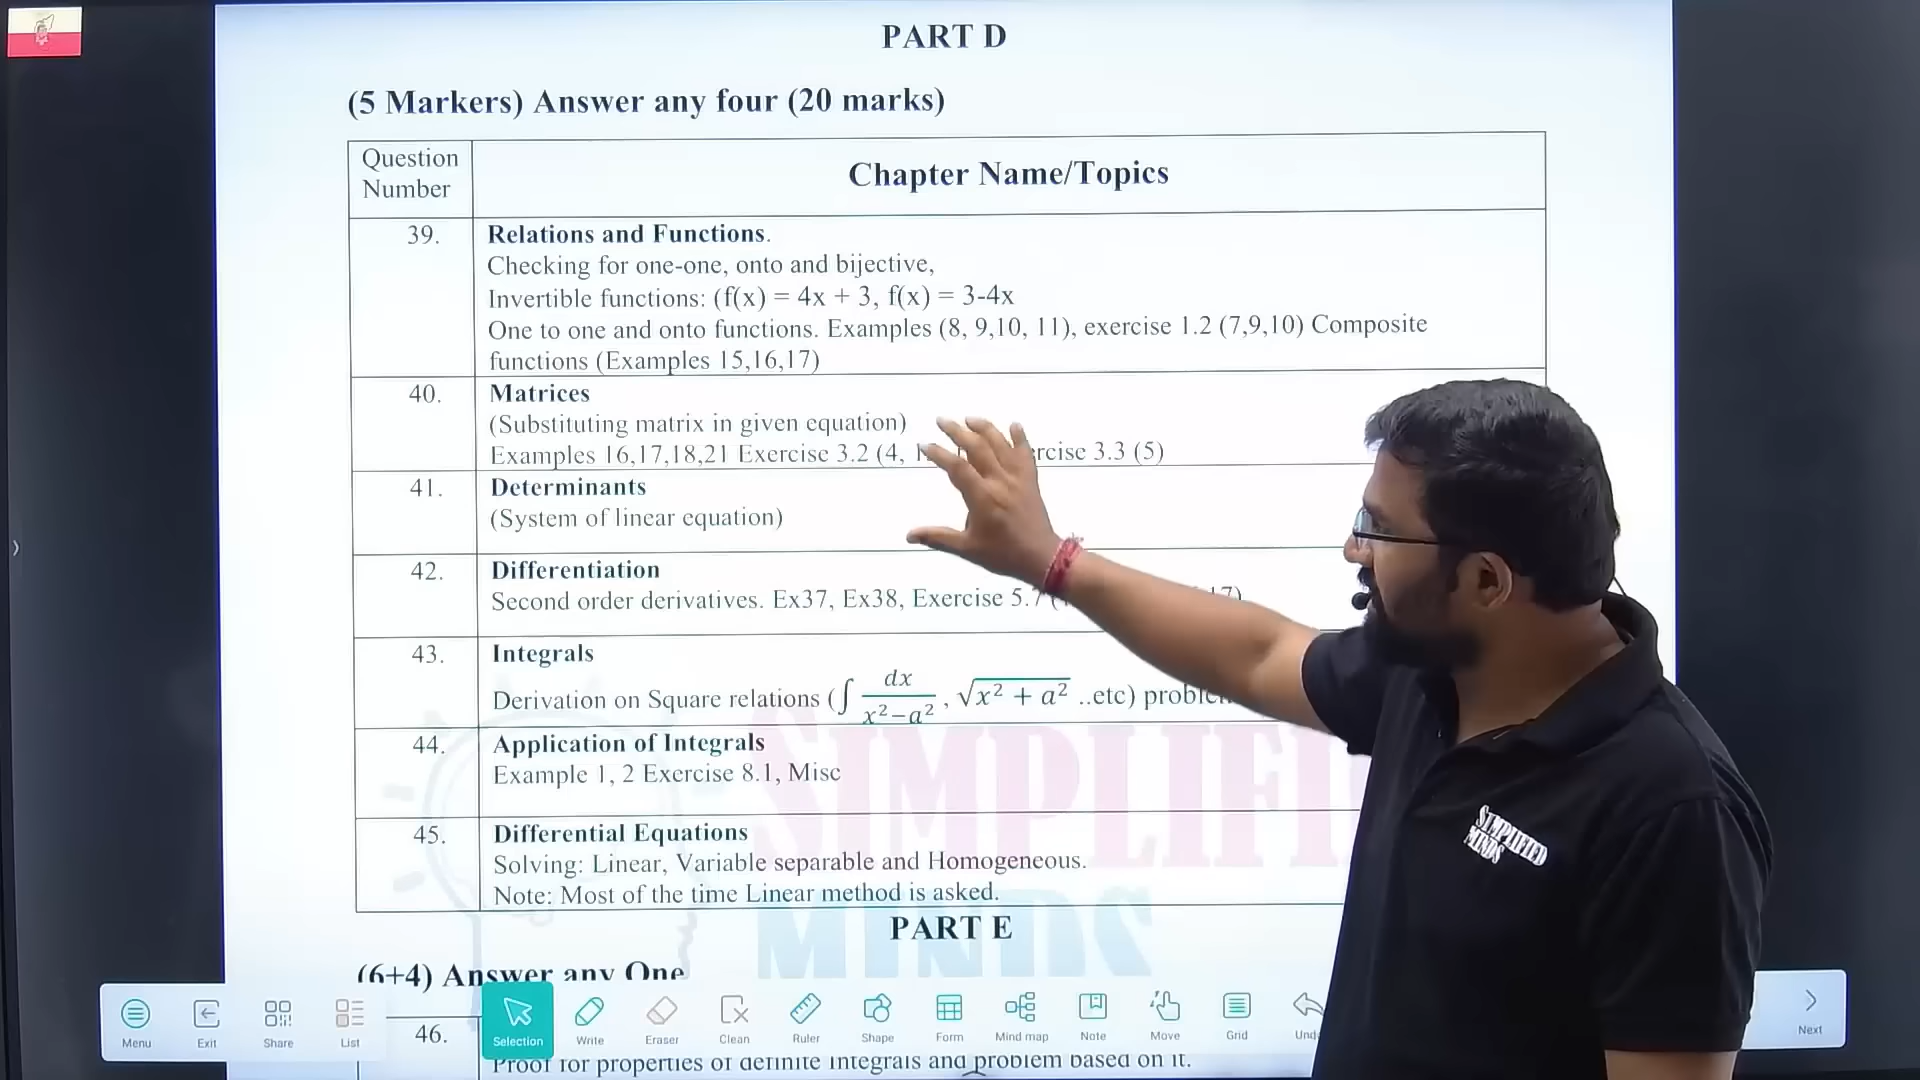 PART D
(5 Markers) Answer any four (20 marks)
Question
Number
Chapter Name/Topics
39.
Relations and Functions.
Checking for one-one, onto and bijective,
Invertible functions: (f(x) = 4x + 3, f(x) = 3-4x
One to one and onto functions. Examples (8, 9,10, 11), exercise 1.2 (7,9,10) Composite
functions (Examples 15,16,17)
40.
Matrices
(Substituting matrix in given equation)
Examples 16,17,18,21 Exercise 3.2 (4, 3.3 (5)
41.
Determinants
(System of linear equation)
42.
Differentiation
Second order derivatives. Ex37, Ex38, Exercise 5.7
43.
Integrals
Derivation on Square relations (∫ dx/(x²−a²) , √(x² + a²) ..etc)
44.
Application of Integrals
Example 1, 2 Exercise 8.1, Misc
45.
Differential Equations
Solving: Linear, Variable separable and Homogeneous.
Note: Most of the time Linear method is asked.
PART E
(6+4) Answer any One
46.
Proof for properties of definite integrals and problem based on it.
MINDS
SIMPLIFIED
MINDS
Menu
Exit
Share
List
Selection
Write
Eraser
Clean
Ruler
Shape
Form
Mind map
Note
Move
Grid
Next